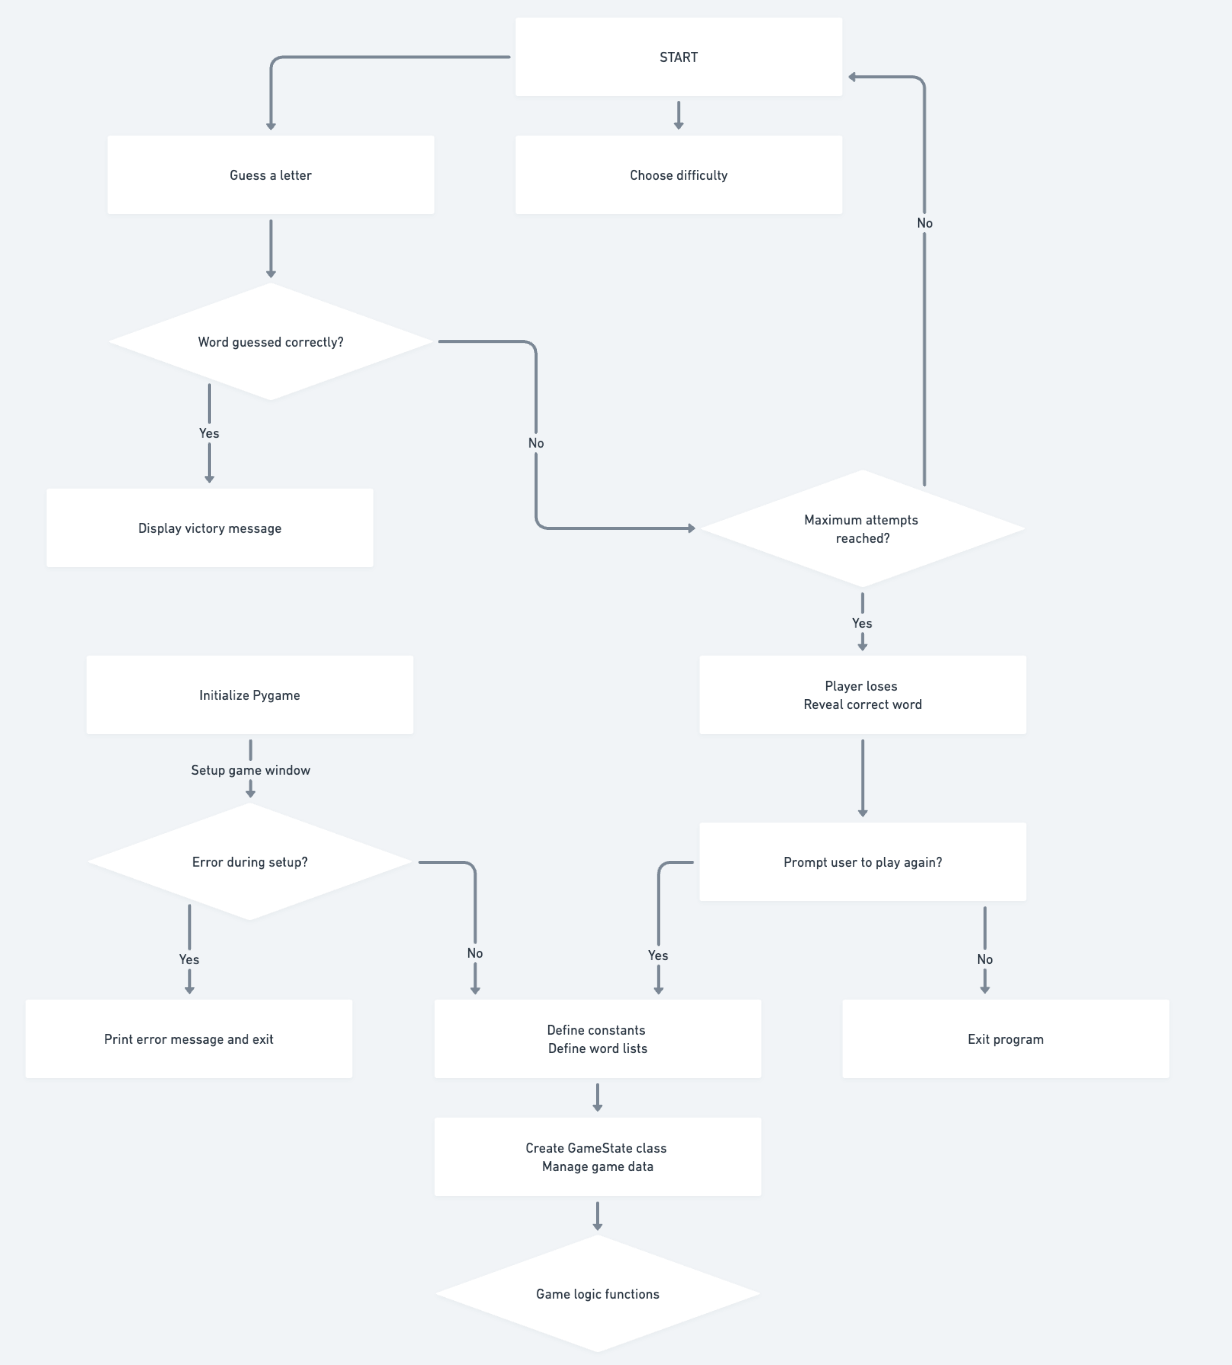 START
Guess a letter
Choose difficulty
No
Word guessed correctly?
Yes
No
Display victory message
Maximum attempts
reached?
Yes
Initialize Pygame
Player loses
Reveal correct word
Setup game window
Error during setup?
Prompt user to play again?
Yes
No
Yes
No
Print error message and exit
Define constants
Define word lists
Exit program
Create GameState class
Manage game data
Game logic functions